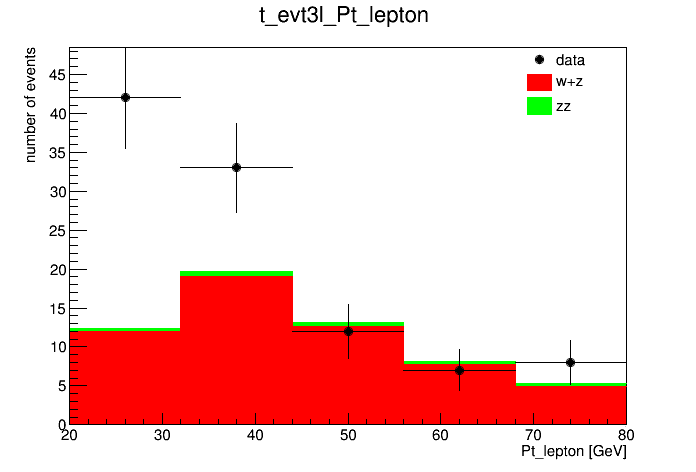 t_evt3l_Pt_lepton
number of events
data
w+z
zz
45
40
35
30
25
20
15
10
5
0
20 30 40 50 60 70 80
Pt_lepton [GeV]